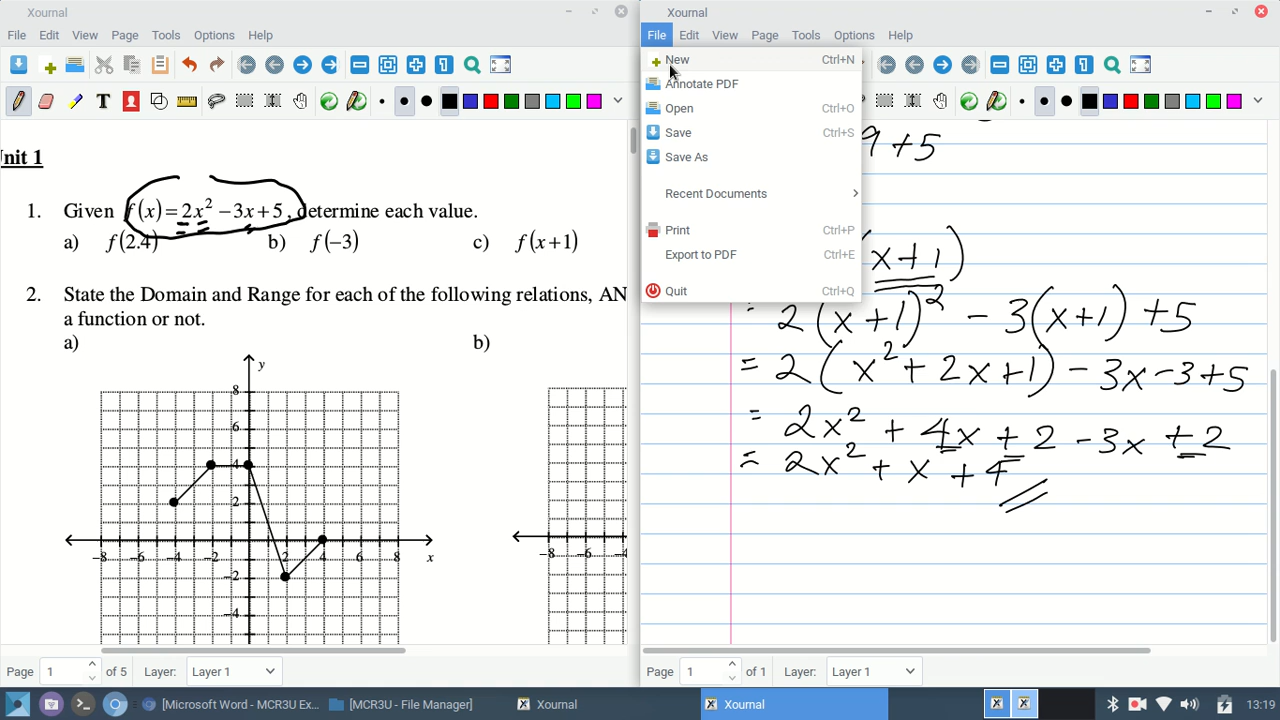 Xournal
File Edit View Page Tools Options Help
nit 1
1. Given f(x) = 2x² − 3x + 5, determine each value.
a) f(2.4) b) f(−3) c) f(x+1)
2. State the Domain and Range for each of the following relations, AN
a function or not.
a) b)
y
8
6
4
2
−8 −6 −4 −2 2 4 6 8 x
−2
−4
−8 −6
Page 1 of 5 Layer: Layer 1
Xournal
File Edit View Page Tools Options Help
New Ctrl+N
Annotate PDF
Open Ctrl+O
Save Ctrl+S
Save As
Recent Documents
Print Ctrl+P
Export to PDF Ctrl+E
Quit Ctrl+Q
9 + 5
(x+1)
= 2(x+1)² − 3(x+1) + 5
= 2(x² + 2x + 1) − 3x − 3 + 5
= 2x² + 4x + 2 − 3x + 2
= 2x² + x + 4
Page 1 of 1 Layer: Layer 1
[Microsoft Word - MCR3U Ex... [MCR3U - File Manager] Xournal Xournal 13:19